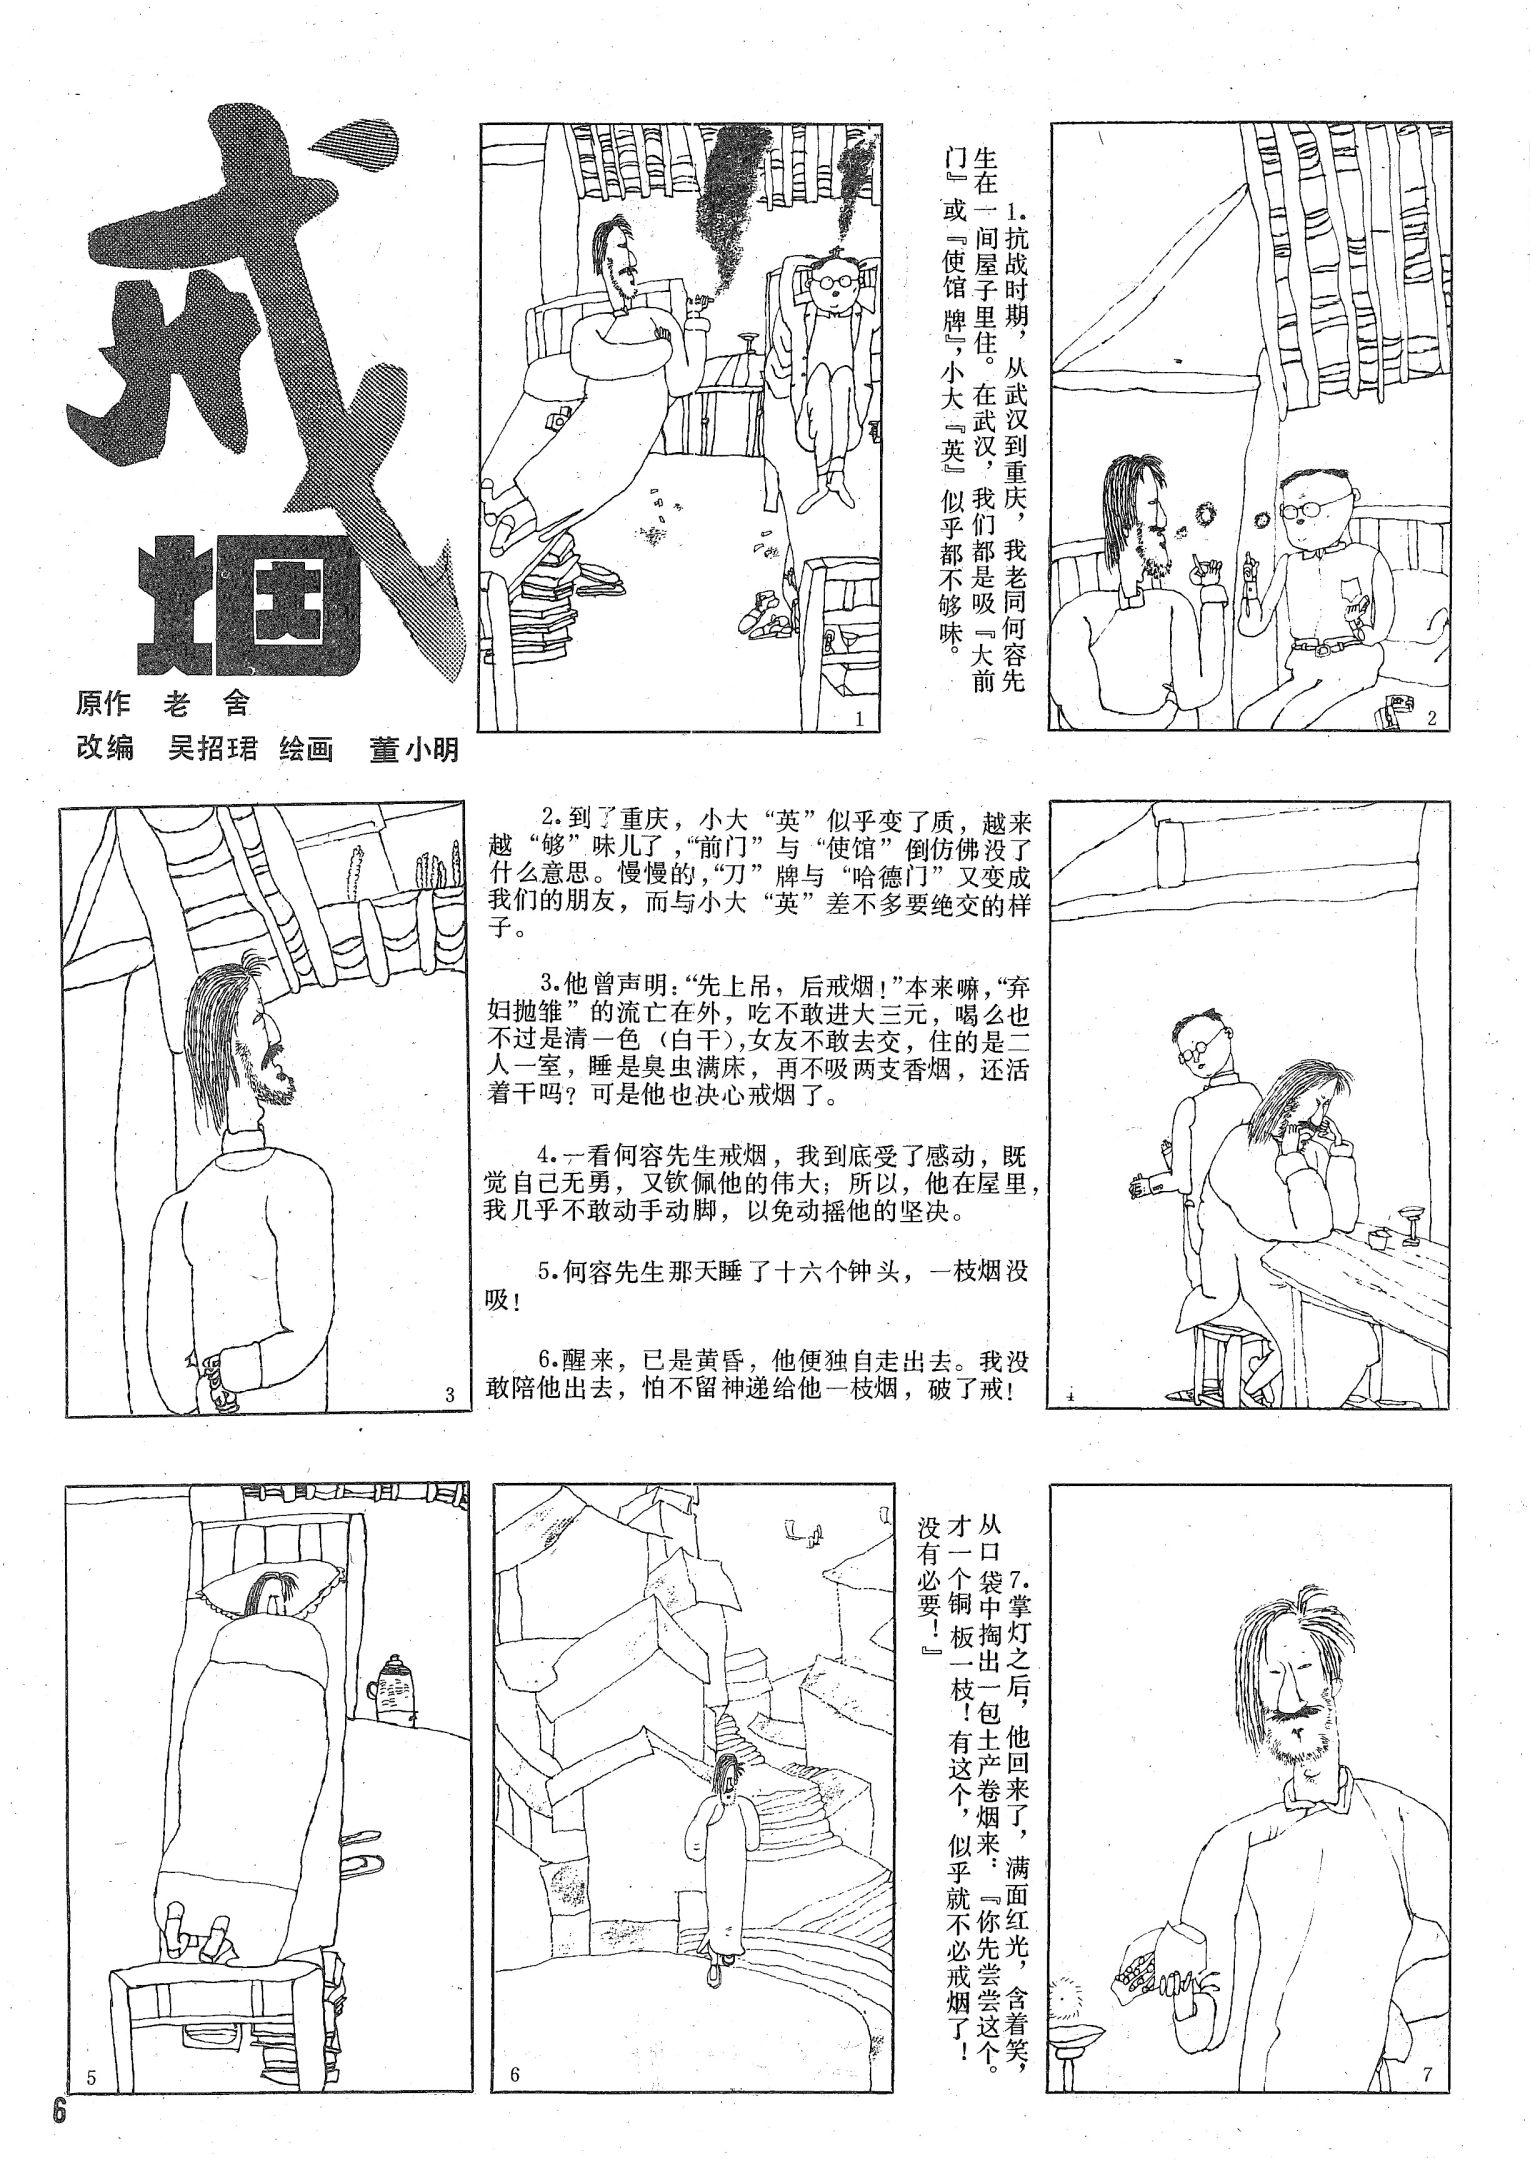 戒烟
原作 老舍
改编 吴招珺 绘画 董小明
1
1.抗战时期，从武汉到重庆，我老同何容先
生在一间屋子里住。在武汉，我们都是吸『大前
门』或『使馆牌』，小大『英』似乎都不够味。
2
2.到了重庆，小大“英”似乎变了质，越来
越“够”味儿了，“前门”与“使馆”倒仿佛没了
什么意思。慢慢的，“刀”牌与“哈德门”又变成
我们的朋友，而与小大“英”差不多要绝交的样
子。
3.他曾声明：“先上吊，后戒烟！”本来嘛，“弃
妇抛雏”的流亡在外，吃不敢进大三元，喝么也
不过是清一色（白干），女友不敢去交，住的是二
人一室，睡是臭虫满床，再不吸两支香烟，还活
着干吗？可是他也决心戒烟了。
4.一看何容先生戒烟，我到底受了感动，既
觉自己无勇，又钦佩他的伟大；所以，他在屋里，
我几乎不敢动手动脚，以免动摇他的坚决。
5.何容先生那天睡了十六个钟头，一枝烟没
吸！
6.醒来，已是黄昏，他便独自走出去。我没
敢陪他出去，怕不留神递给他一枝烟，破了戒！
3
4
5
6
7.掌灯之后，他回来了，满面红光，含着笑，
从口袋中掏出一包土产卷烟来：『你先尝尝这个。
才一个铜板一枝！有这个，似乎就不必戒烟了！
没有必要！』
7
6